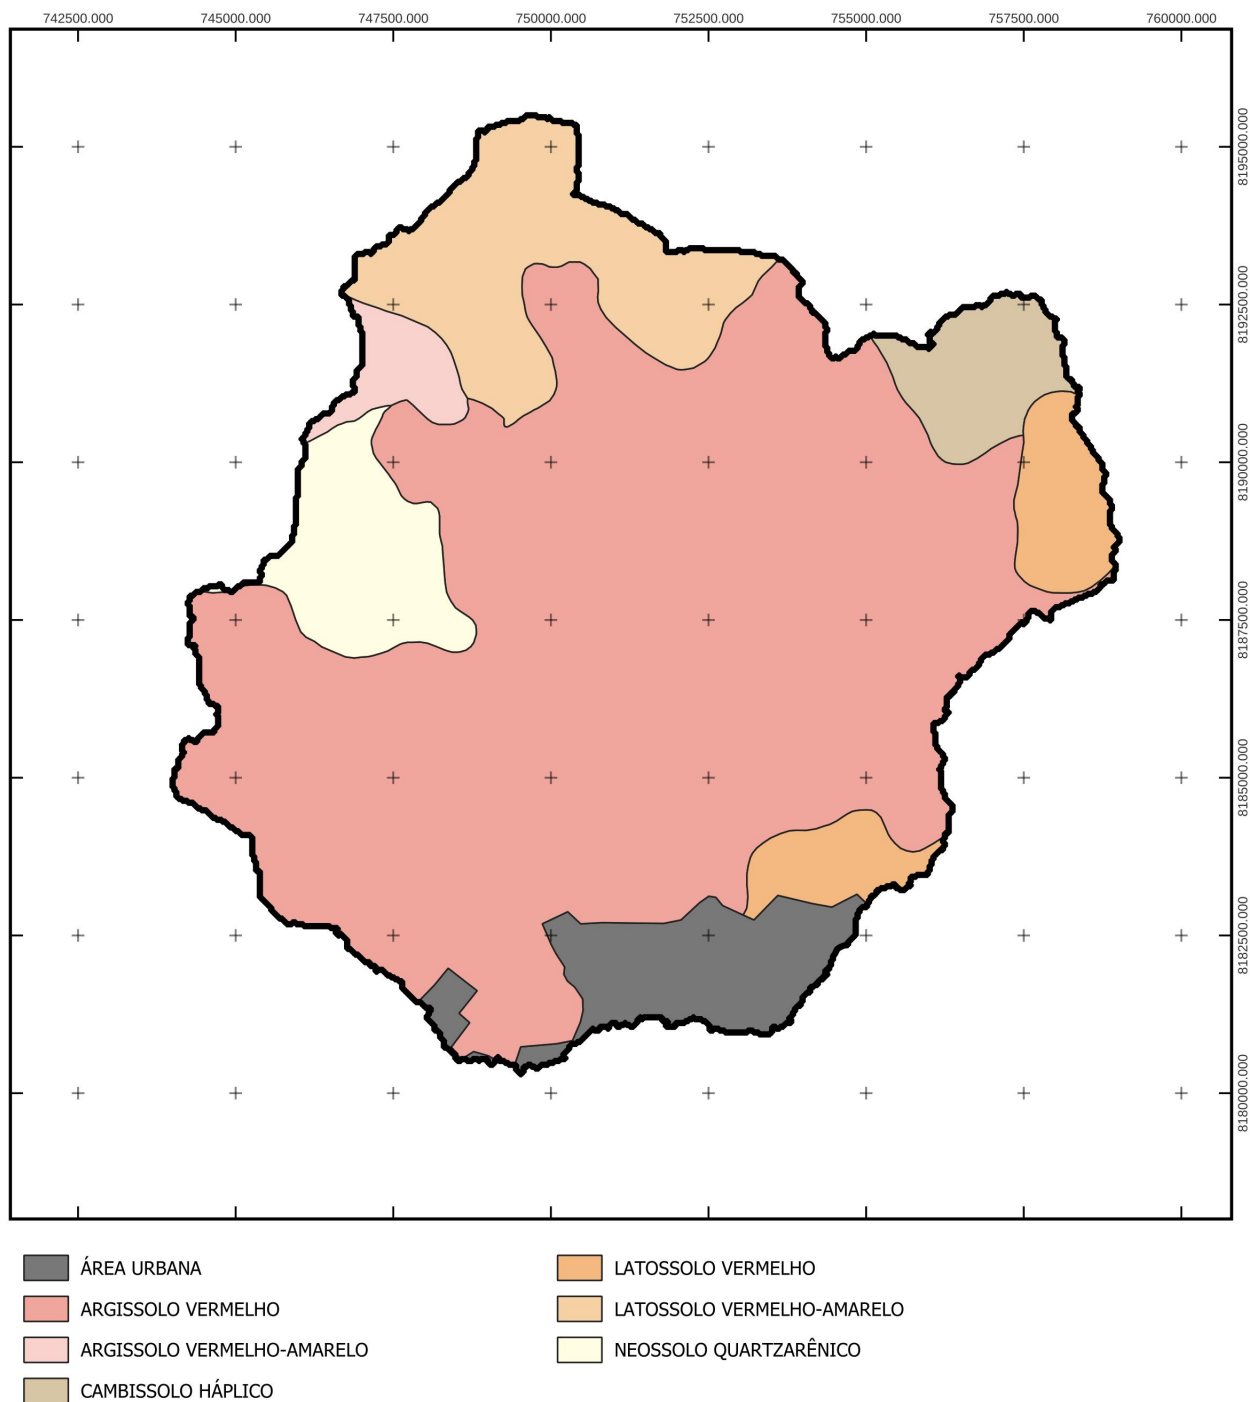 742500.000 745000.000 747500.000 750000.000 752500.000 755000.000 757500.000 760000.000
8195000.000
8192500.000
8190000.000
8187500.000
8185000.000
8182500.000
8180000.000
ÁREA URBANA
ARGISSOLO VERMELHO
ARGISSOLO VERMELHO-AMARELO
CAMBISSOLO HÁPLICO
LATOSSOLO VERMELHO
LATOSSOLO VERMELHO-AMARELO
NEOSSOLO QUARTZARÊNICO